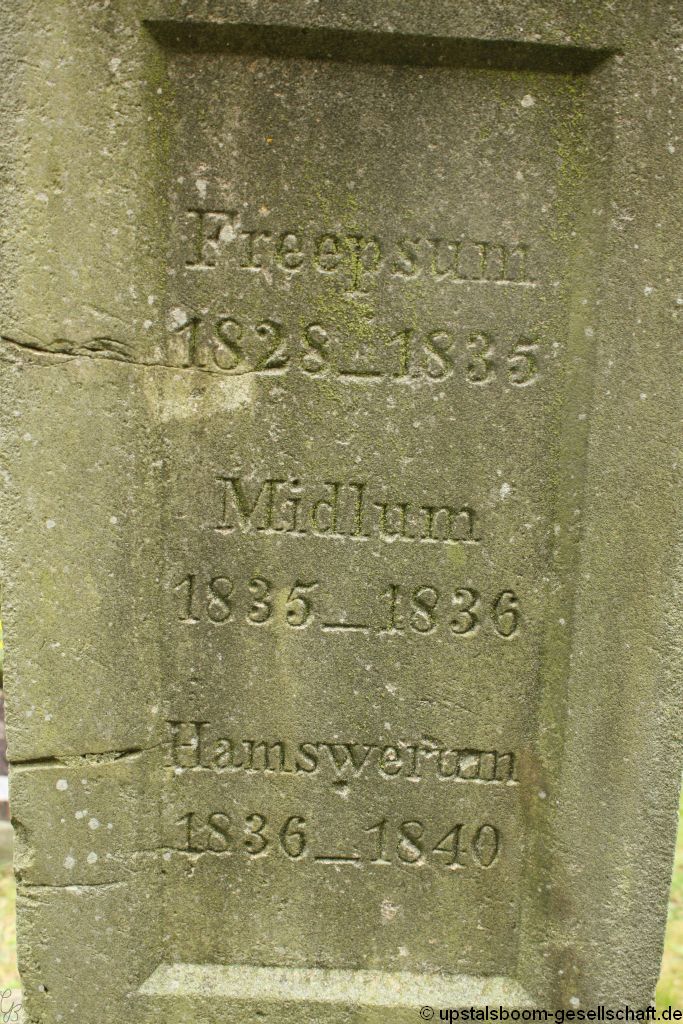 Freepsum
1828_1835
Midlum
1835_1836
Hamswerum
1836_1840
© upstalsboom-gesellschaft.de